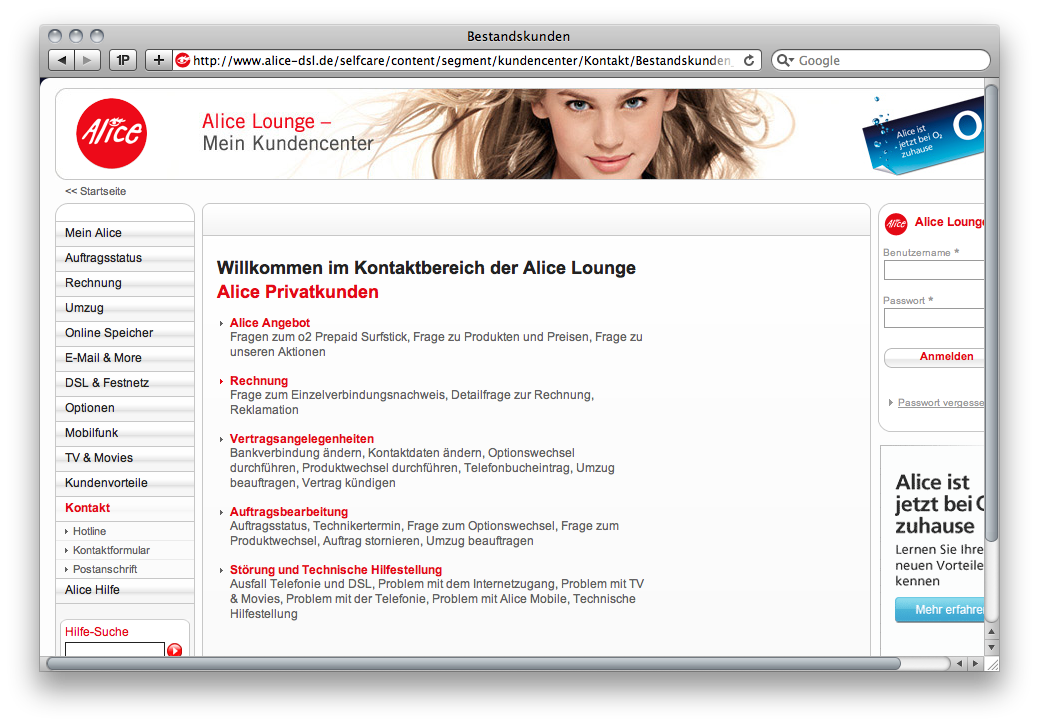 Bestandskunden
1P
+
http://www.alice-dsl.de/selfcare/content/segment/kundencenter/Kontakt/Bestandskunden_
Google
Alice
Alice Lounge –
Mein Kundencenter
Alice ist
jetzt bei O2
zuhause
O
<< Startseite
Mein Alice
Auftragsstatus
Rechnung
Umzug
Online Speicher
E-Mail & More
DSL & Festnetz
Optionen
Mobilfunk
TV & Movies
Kundenvorteile
Kontakt
Hotline
Kontaktformular
Postanschrift
Alice Hilfe
Hilfe-Suche
Willkommen im Kontaktbereich der Alice Lounge
Alice Privatkunden
Alice Angebot
Fragen zum o2 Prepaid Surfstick, Frage zu Produkten und Preisen, Frage zu
unseren Aktionen
Rechnung
Frage zum Einzelverbindungsnachweis, Detailfrage zur Rechnung,
Reklamation
Vertragsangelegenheiten
Bankverbindung ändern, Kontaktdaten ändern, Optionswechsel
durchführen, Produktwechsel durchführen, Telefonbucheintrag, Umzug
beauftragen, Vertrag kündigen
Auftragsbearbeitung
Auftragsstatus, Technikertermin, Frage zum Optionswechsel, Frage zum
Produktwechsel, Auftrag stornieren, Umzug beauftragen
Störung und Technische Hilfestellung
Ausfall Telefonie und DSL, Problem mit dem Internetzugang, Problem mit TV
& Movies, Problem mit der Telefonie, Problem mit Alice Mobile, Technische
Hilfestellung
Alice
Alice Lounge
Benutzername *
Passwort *
Anmelden
Passwort vergesse
Alice ist
jetzt bei O
zuhause
Lernen Sie Ihre
neuen Vorteile
kennen
Mehr erfahre